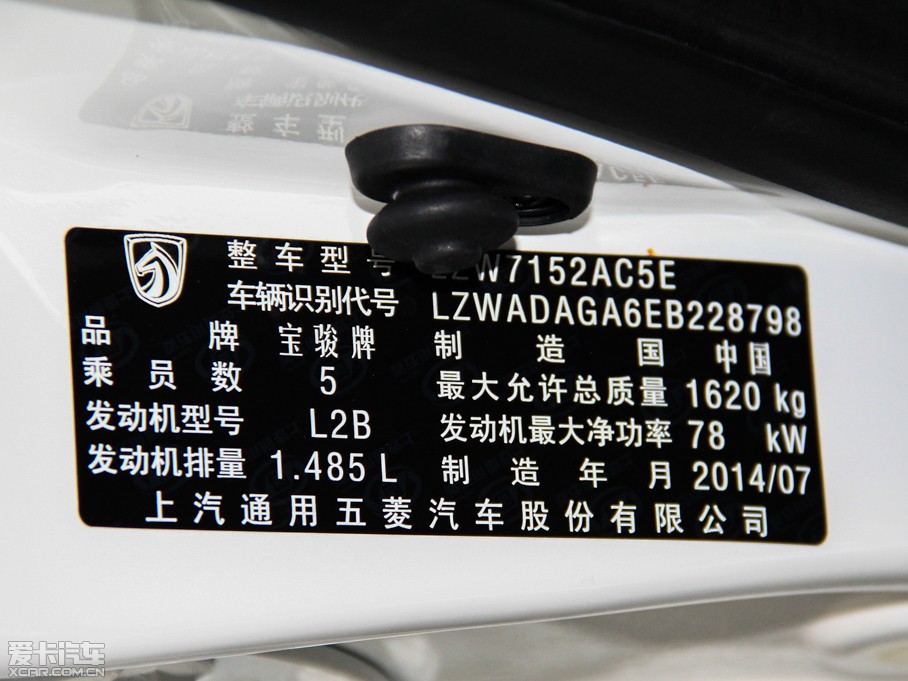 整车型号 LZW7152AC5E
车辆识别代号 LZWADAGA6EB228798
品牌 宝骏牌 制造国 中国
乘员数 5 最大允许总质量 1620 kg
发动机型号 L2B 发动机最大净功率 78 kW
发动机排量 1.485 L 制造年月 2014/07
上汽通用五菱汽车股份有限公司
爱卡汽车
XCAR.COM.CN